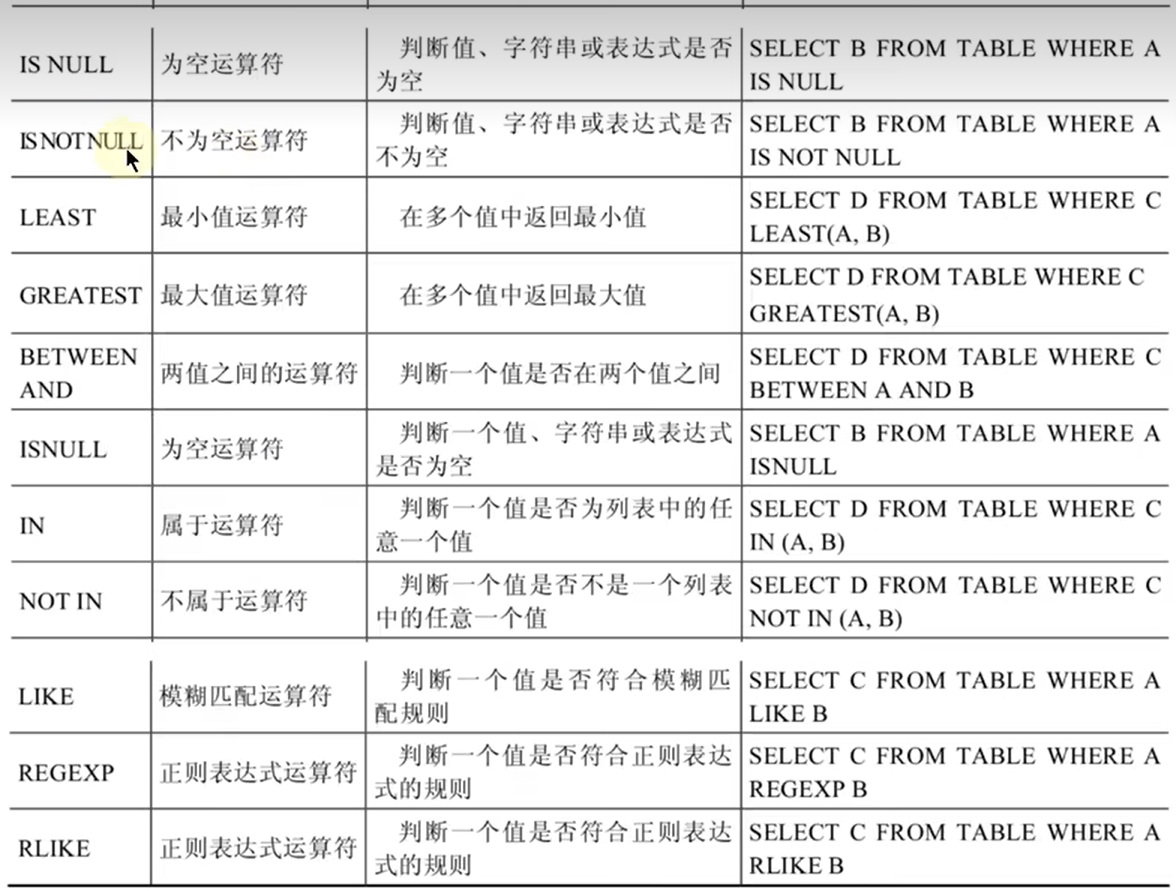 IS NULL
为空运算符
判断值、字符串或表达式是否
为空
SELECT B FROM TABLE WHERE A
IS NULL
IS NOT NULL
不为空运算符
判断值、字符串或表达式是否
不为空
SELECT B FROM TABLE WHERE A
IS NOT NULL
LEAST
最小值运算符
在多个值中返回最小值
SELECT D FROM TABLE WHERE C
LEAST(A, B)
GREATEST
最大值运算符
在多个值中返回最大值
SELECT D FROM TABLE WHERE C
GREATEST(A, B)
BETWEEN
AND
两值之间的运算符
判断一个值是否在两个值之间
SELECT D FROM TABLE WHERE C
BETWEEN A AND B
ISNULL
为空运算符
判断一个值、字符串或表达式
是否为空
SELECT B FROM TABLE WHERE A
ISNULL
IN
属于运算符
判断一个值是否为列表中的任
意一个值
SELECT D FROM TABLE WHERE C
IN (A, B)
NOT IN
不属于运算符
判断一个值是否不是一个列表
中的任意一个值
SELECT D FROM TABLE WHERE C
NOT IN (A, B)
LIKE
模糊匹配运算符
判断一个值是否符合模糊匹
配规则
SELECT C FROM TABLE WHERE A
LIKE B
REGEXP
正则表达式运算符
判断一个值是否符合正则表达
式的规则
SELECT C FROM TABLE WHERE A
REGEXP B
RLIKE
正则表达式运算符
判断一个值是否符合正则表达
式的规则
SELECT C FROM TABLE WHERE A
RLIKE B